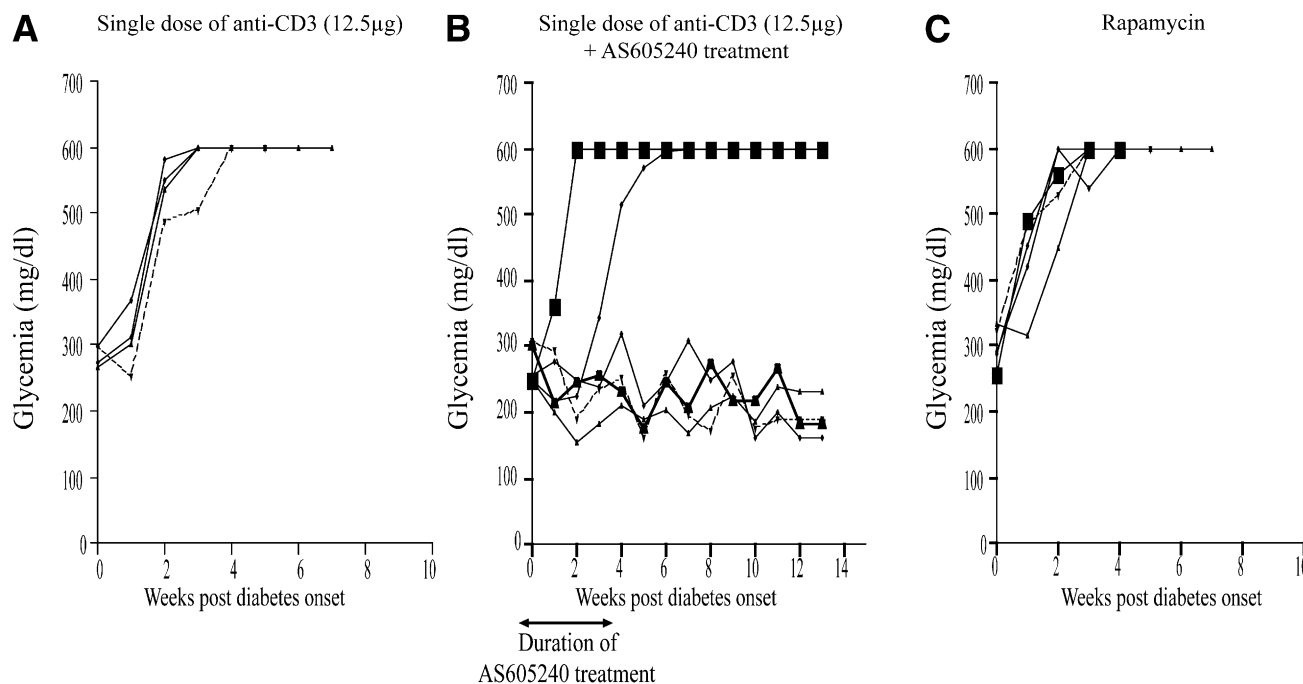 A
Single dose of anti-CD3 (12.5µg)
700
600
500
400
300
200
100
0
Glycemia (mg/dl)
0 2 4 6 8 10
Weeks post diabetes onset
B
Single dose of anti-CD3 (12.5µg)
+ AS605240 treatment
700
600
500
400
300
200
100
0
Glycemia (mg/dl)
0 2 4 6 8 10 12 14
Weeks post diabetes onset
Duration of
AS605240 treatment
C
Rapamycin
700
600
500
400
300
200
100
0
Glycemia (mg/dl)
0 2 4 6 8
Weeks post diabetes onset